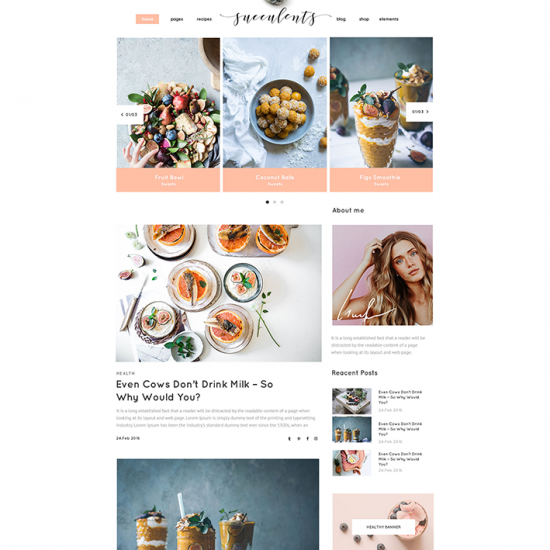 home pages recipes succulents blog shop elements
01/03 01/03
Fruit Bowl Coconut Balls Figs Smoothie
Sweets Sweets Sweets
About me
It is a long established fact that a reader will be
distracted by the readable content of a page
when looking at its layout and web page.
HEALTH
Even Cows Don't Drink Milk – So
Why Would You?
It is a long established fact that a reader will be distracted by the readable content of a page
when looking at its layout and web page. Lorem Ipsum is simply dummy text of the printing and typesetting
industry. Lorem Ipsum has been the industry's standard dummy text ever since the 1500s, when an
24 Feb 2018
Reacent Posts
Even Cows Don't Drink
Milk – So Why Would
You?
24 Feb 2018
Even Cows Don't Drink
Milk – So Why Would
You?
24 Feb 2018
Even Cows Don't Drink
Milk – So Why Would
You?
24 Feb 2018
HEALTHY BANNER